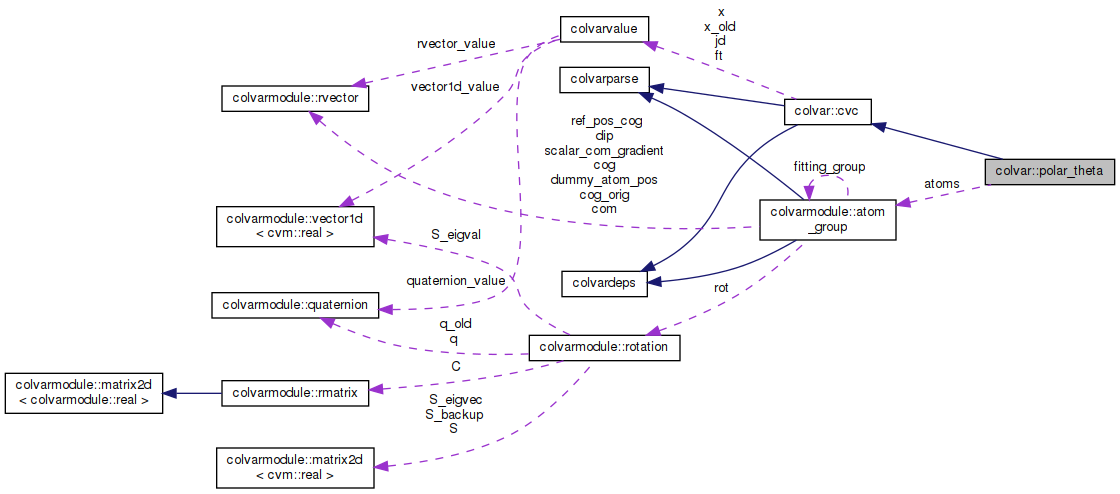 x
x_old
jd
ft
colvarvalue
rvector_value
colvarparse
vector1d_value
colvarmodule::rvector
colvar::cvc
ref_pos_cog
dip
scalar_com_gradient
cog
dummy_atom_pos
cog_orig
com
fitting_group
colvar::polar_theta
atoms
colvarmodule::atom
_group
colvarmodule::vector1d
< cvm::real >
S_eigval
colvardeps
quaternion_value
rot
colvarmodule::quaternion
q_old
q
colvarmodule::rotation
C
colvarmodule::matrix2d
< colvarmodule::real >
colvarmodule::rmatrix
S_eigvec
S_backup
S
colvarmodule::matrix2d
< cvm::real >